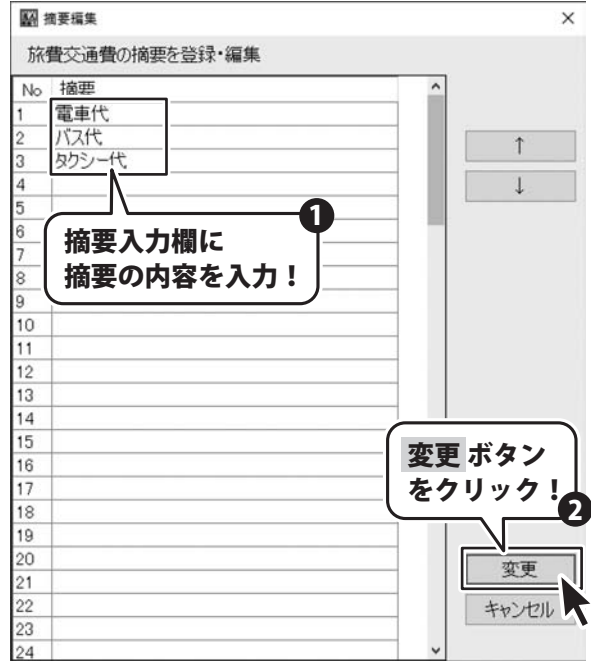 摘要編集
旅費交通費の摘要を登録・編集
No 摘要
1 電車代
2 バス代
3 タクシー代
4
5
6
7
8
9
10
11
12
13
14
15
16
17
18
19
20
21
22
23
24
↑
↓
1
摘要入力欄に
摘要の内容を入力！
変更 ボタン
をクリック！
2
変更
キャンセル